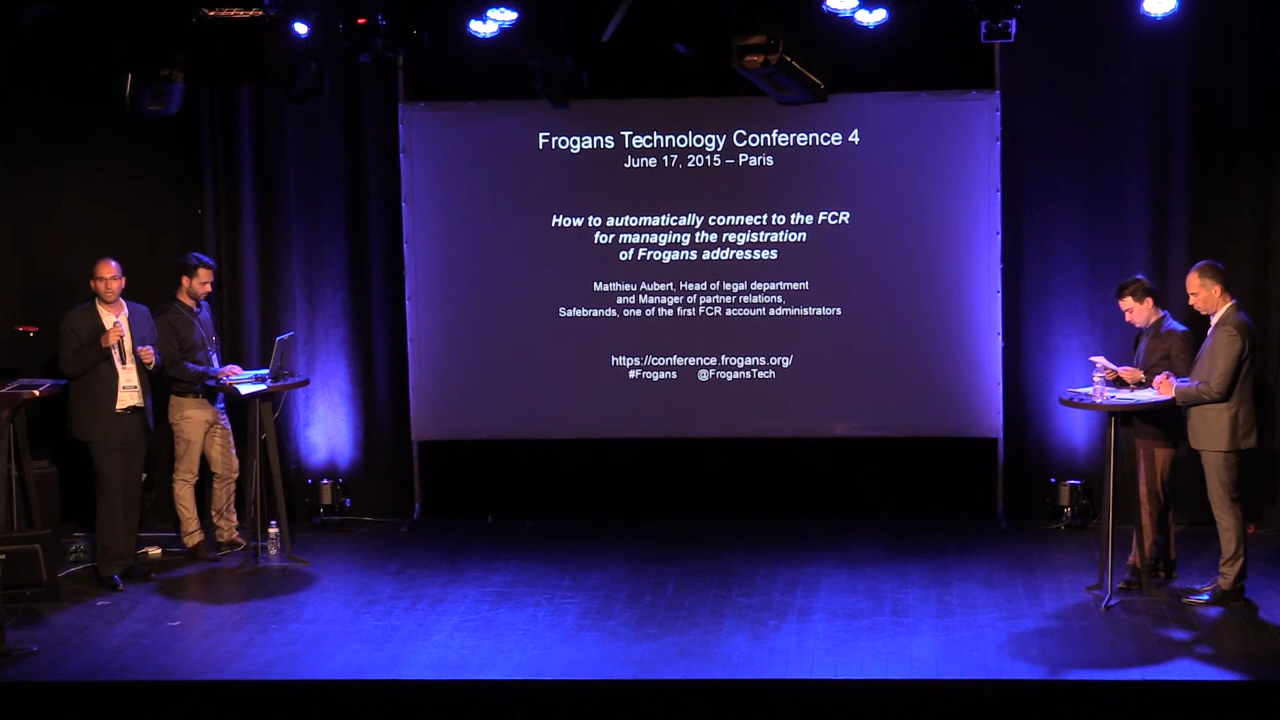 Frogans Technology Conference 4
June 17, 2015 – Paris
How to automatically connect to the FCR
for managing the registration
of Frogans addresses
Matthieu Aubert, Head of legal department
and Manager of partner relations,
Safebrands, one of the first FCR account administrators
https://conference.frogans.org/
#Frogans @FrogansTech